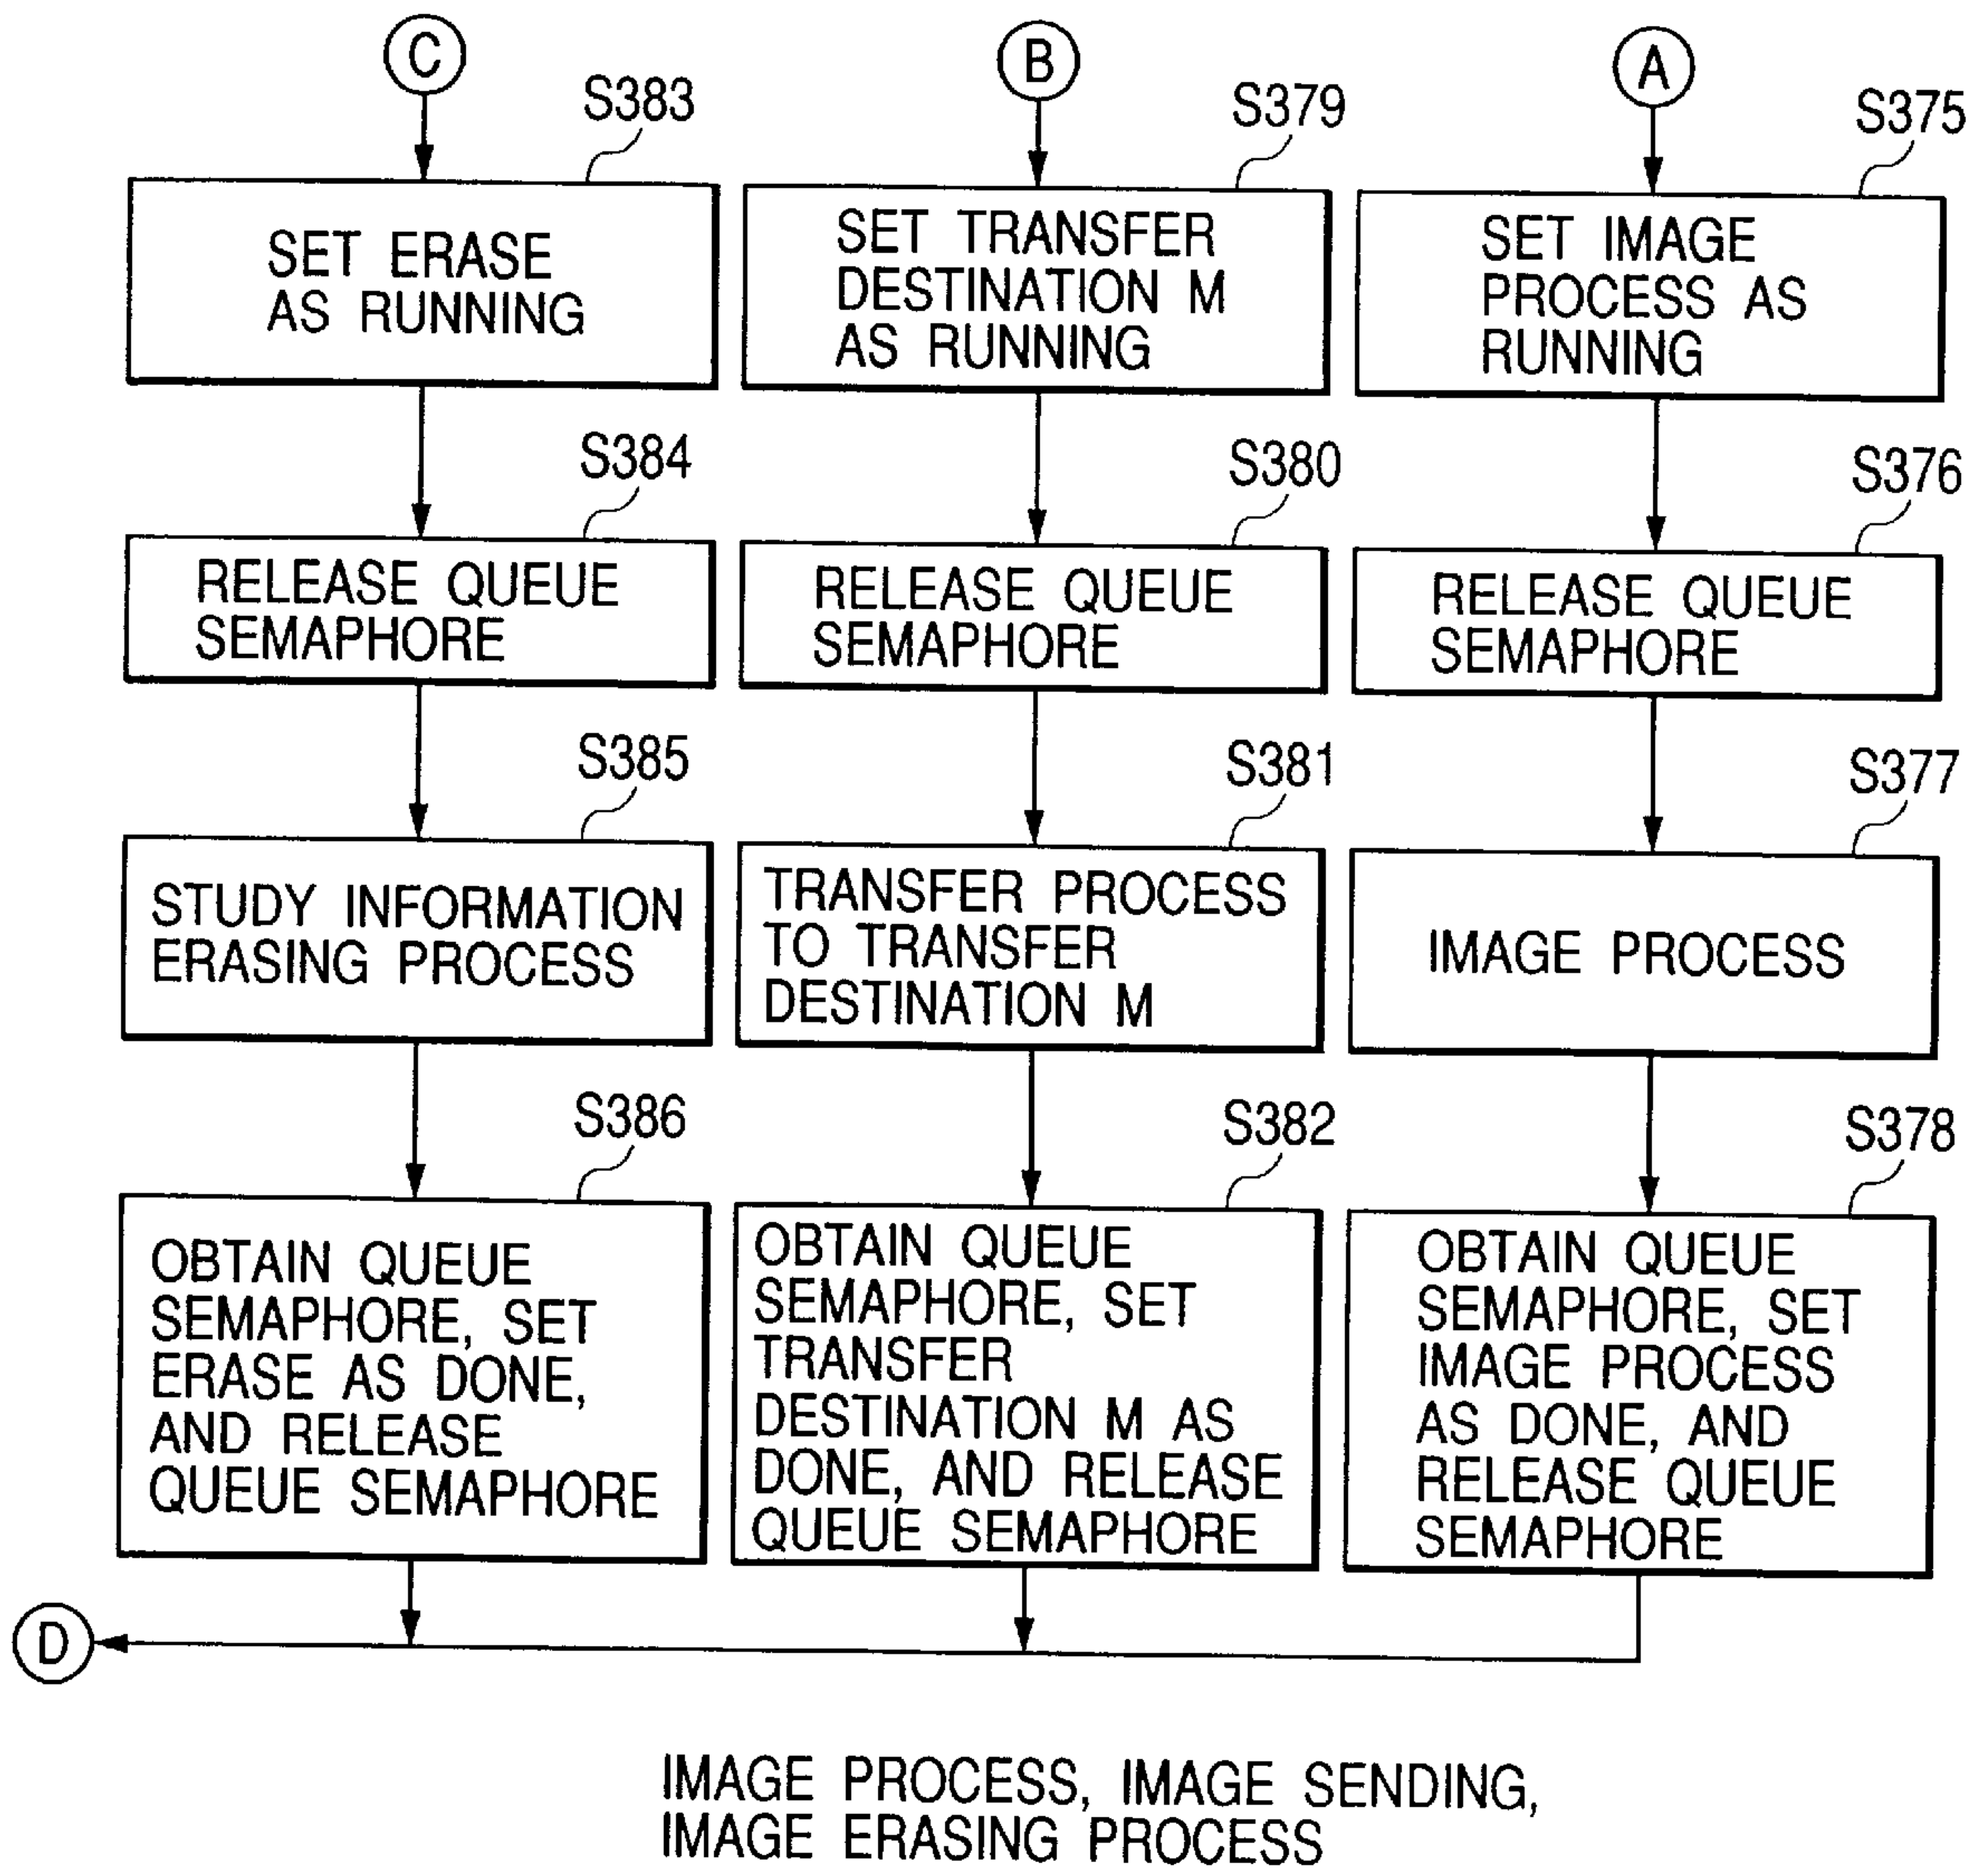 C
S383
SET ERASE
AS RUNNING
S384
RELEASE QUEUE
SEMAPHORE
S385
STUDY INFORMATION
ERASING PROCESS
S386
OBTAIN QUEUE
SEMAPHORE, SET
ERASE AS DONE,
AND RELEASE
QUEUE SEMAPHORE
B
S379
SET TRANSFER
DESTINATION M
AS RUNNING
S380
RELEASE QUEUE
SEMAPHORE
S381
TRANSFER PROCESS
TO TRANSFER
DESTINATION M
S382
OBTAIN QUEUE
SEMAPHORE, SET
TRANSFER
DESTINATION M AS
DONE, AND RELEASE
QUEUE SEMAPHORE
A
S375
SET IMAGE
PROCESS AS
RUNNING
S376
RELEASE QUEUE
SEMAPHORE
S377
IMAGE PROCESS
S378
OBTAIN QUEUE
SEMAPHORE, SET
IMAGE PROCESS
AS DONE, AND
RELEASE QUEUE
SEMAPHORE
D
IMAGE PROCESS, IMAGE SENDING,
IMAGE ERASING PROCESS